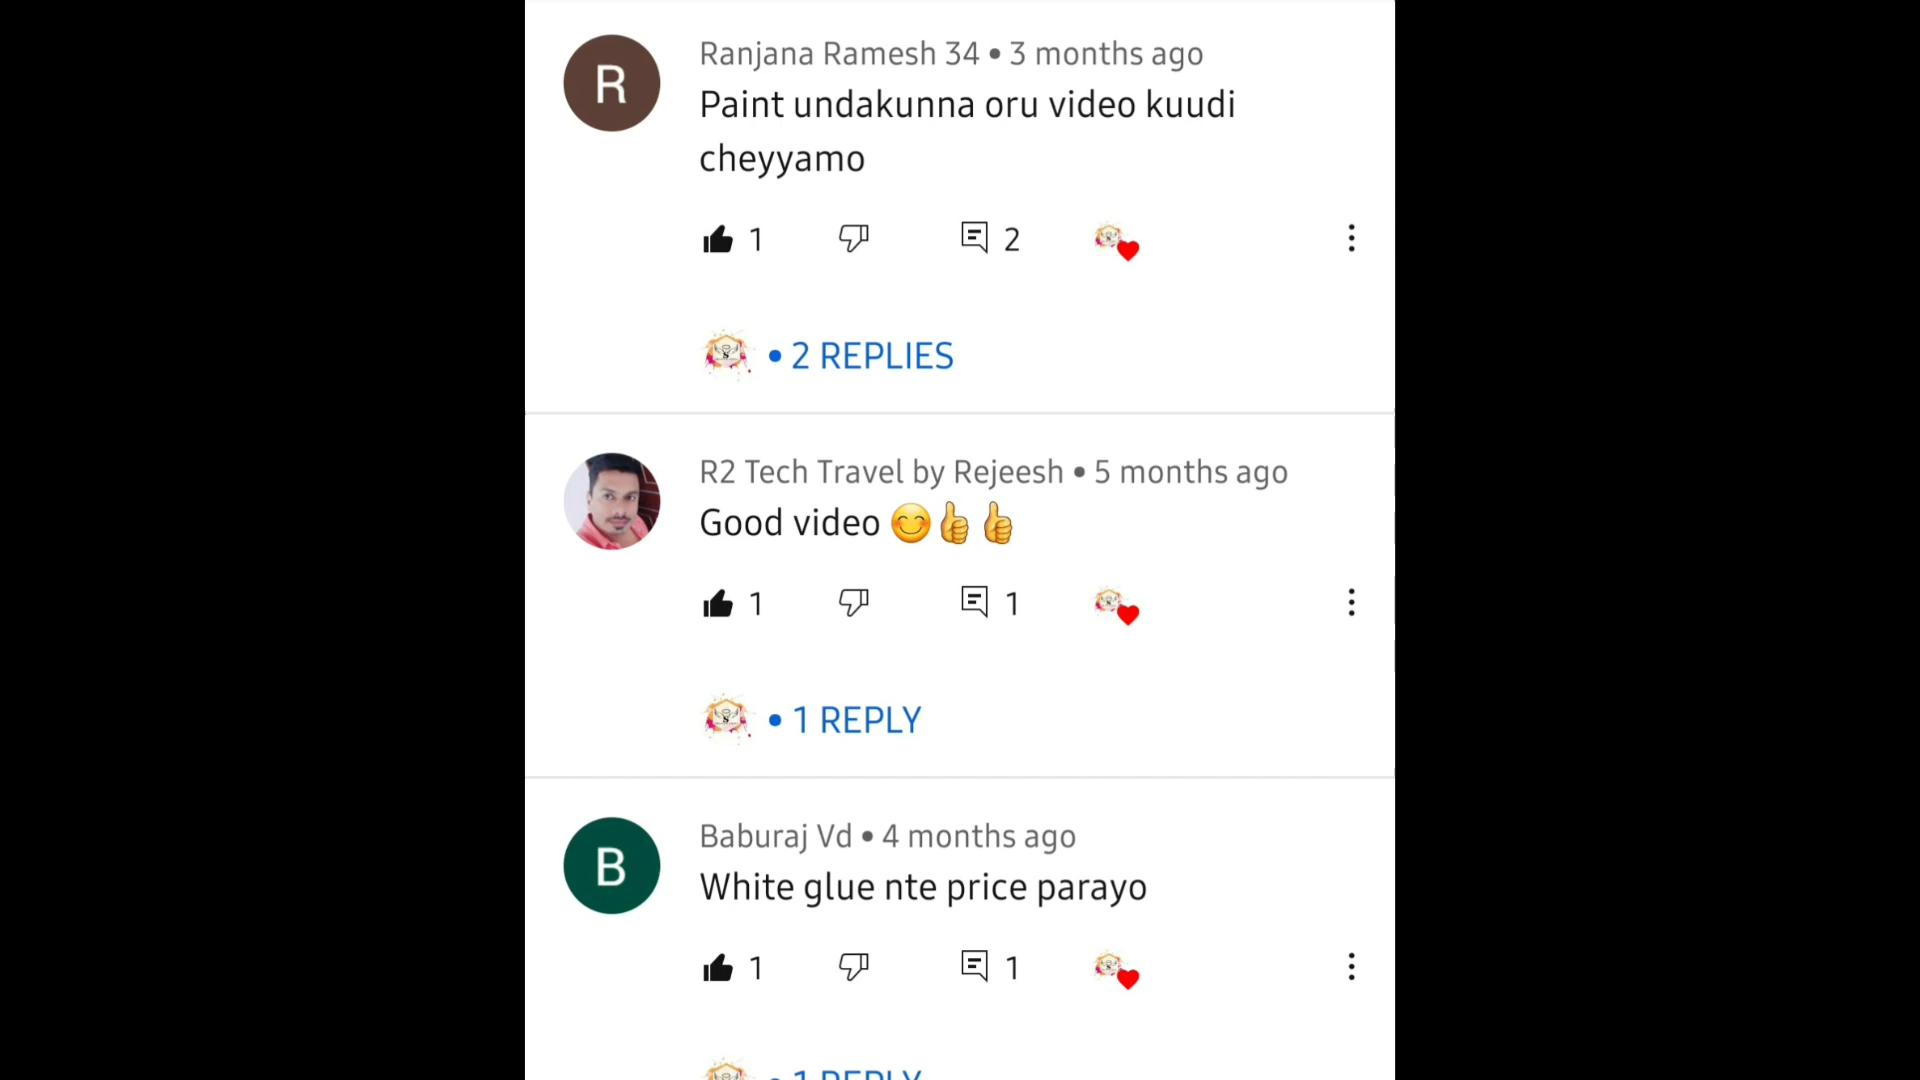 R
Ranjana Ramesh 34 • 3 months ago
Paint undakunna oru video kuudi
cheyyamo
1 2
• 2 REPLIES
R2 Tech Travel by Rejeesh • 5 months ago
Good video 😊👍👍
1 1
• 1 REPLY
B
Baburaj Vd • 4 months ago
White glue nte price parayo
1 1
• 1 REPLY